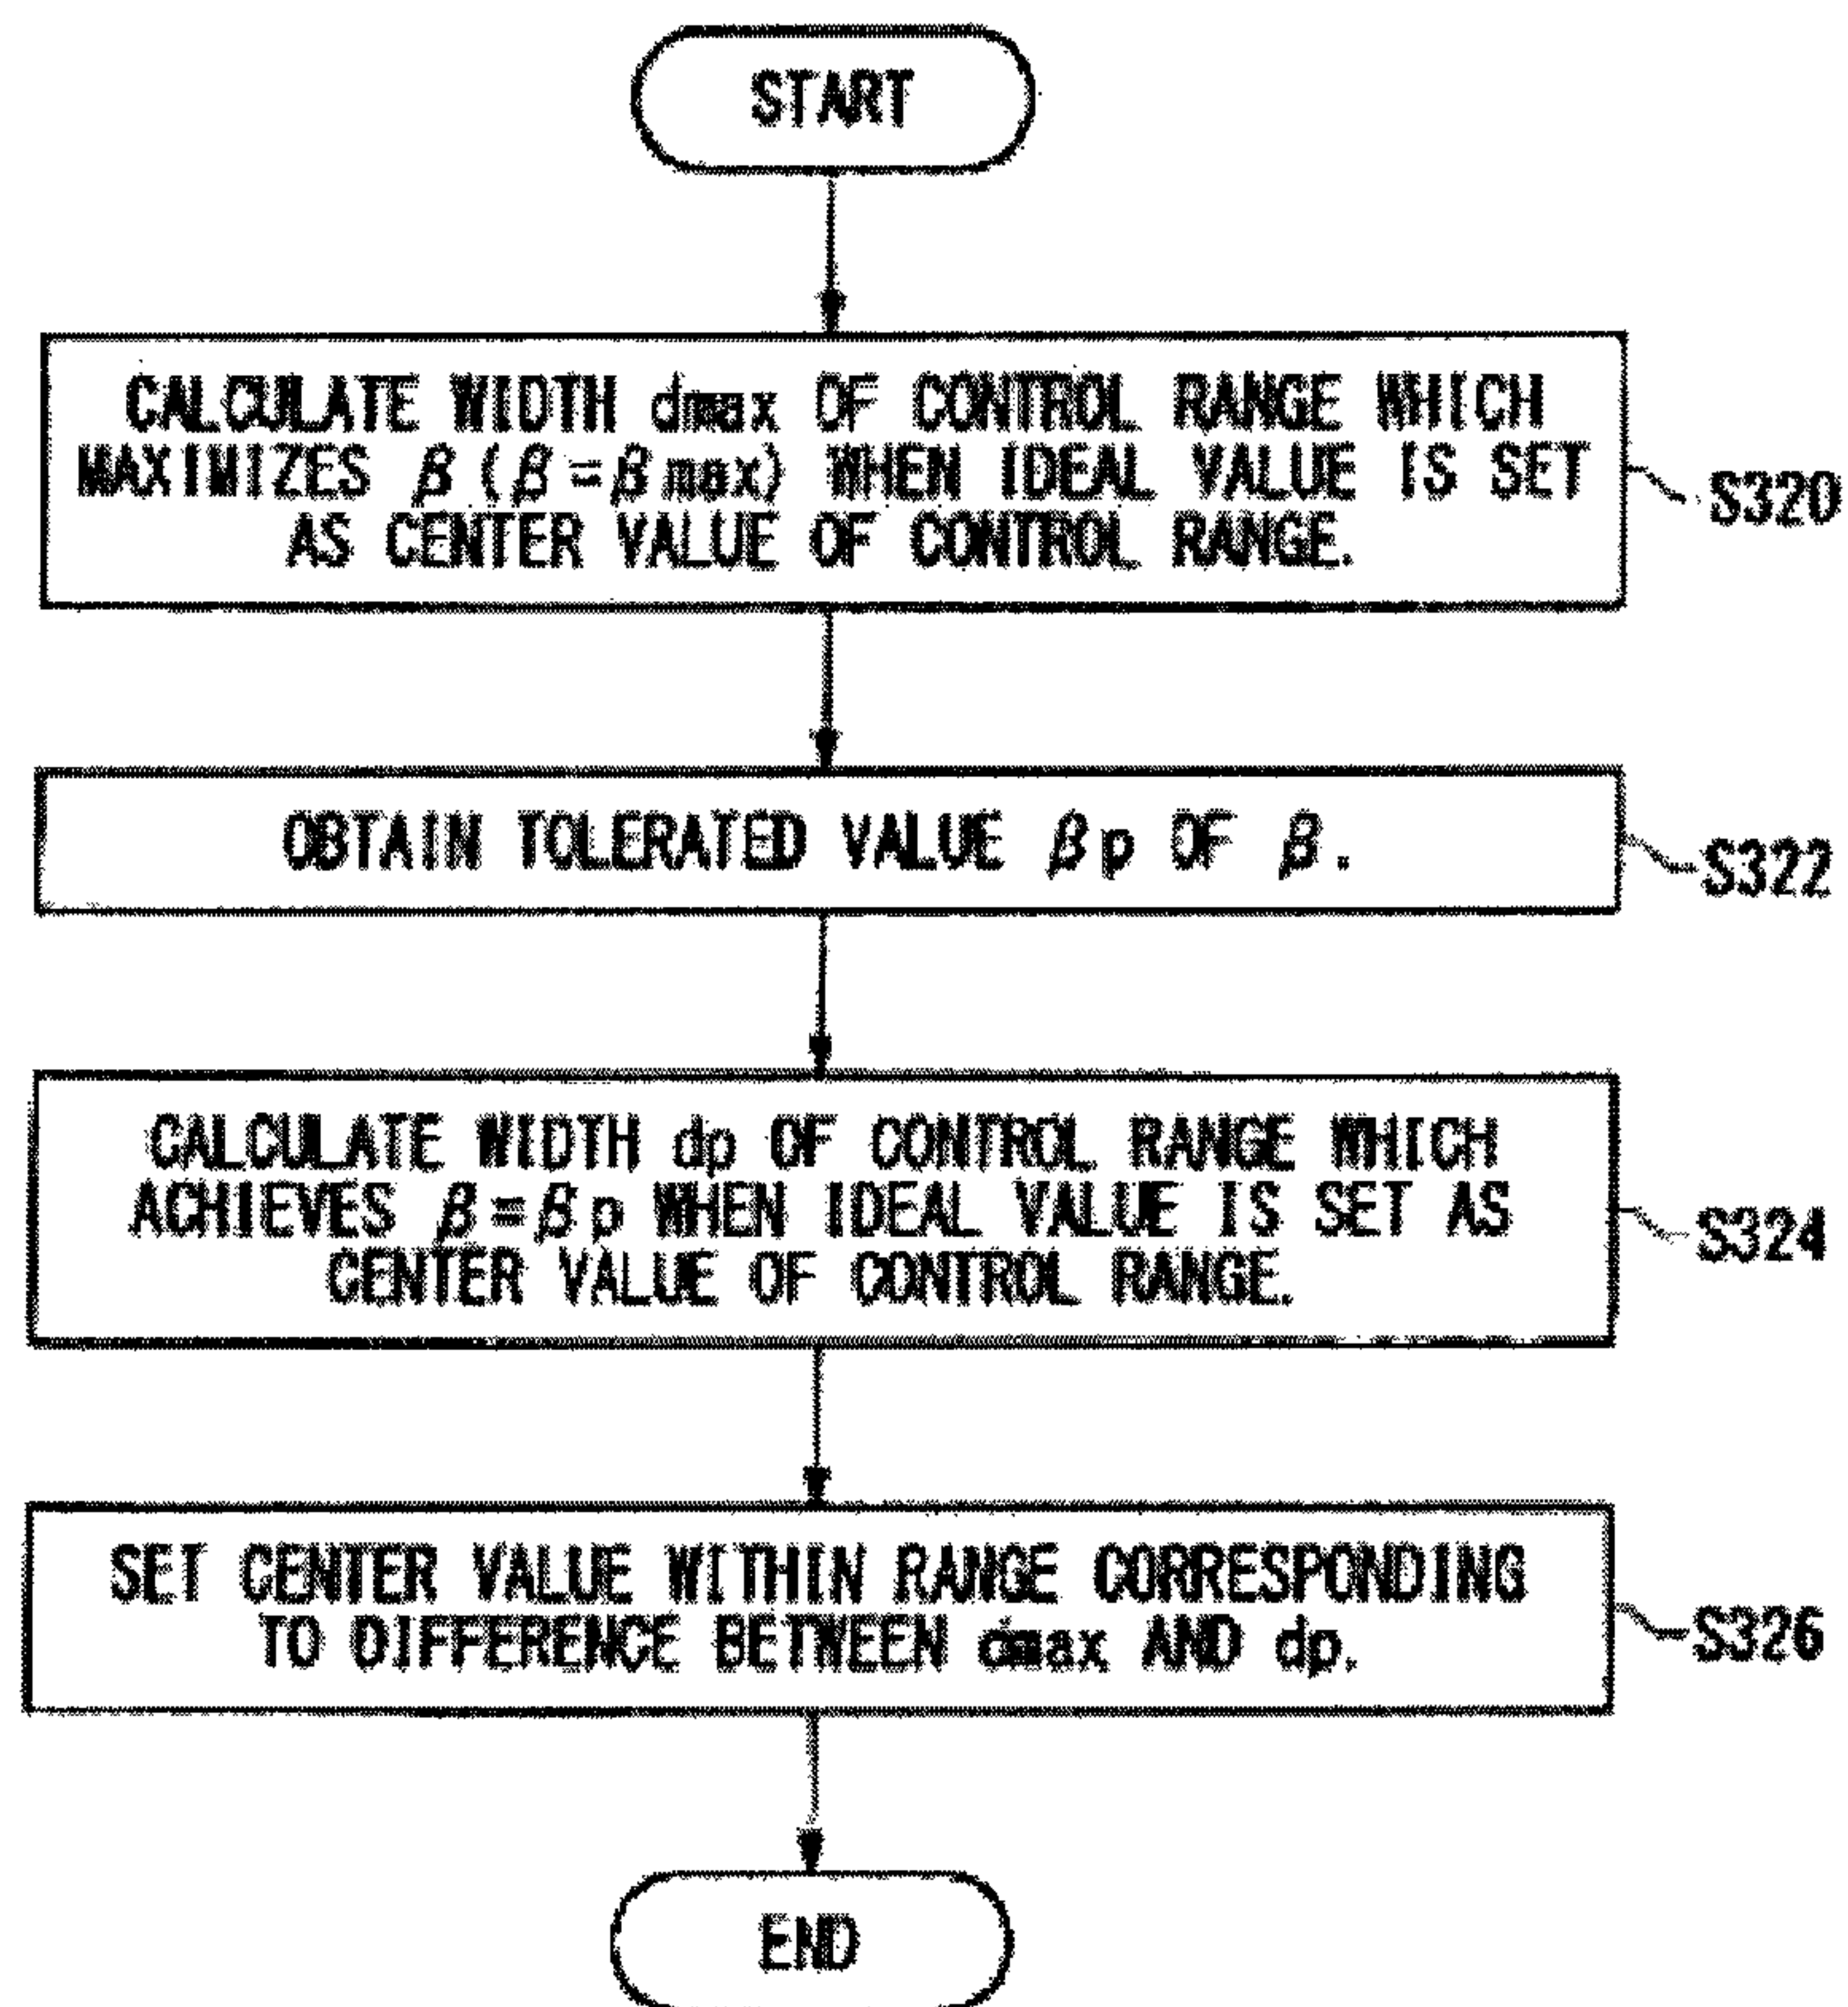 START
CALCULATE WIDTH dmax OF CONTROL RANGE WHICH
MAXIMIZES β (β = β max) WHEN IDEAL VALUE IS SET
AS CENTER VALUE OF CONTROL RANGE.
S320
OBTAIN TOLERATED VALUE βp OF β.
S322
CALCULATE WIDTH dp OF CONTROL RANGE WHICH
ACHIEVES β=βp WHEN IDEAL VALUE IS SET AS
CENTER VALUE OF CONTROL RANGE.
S324
SET CENTER VALUE WITHIN RANGE CORRESPONDING
TO DIFFERENCE BETWEEN dmax AND dp.
S326
END